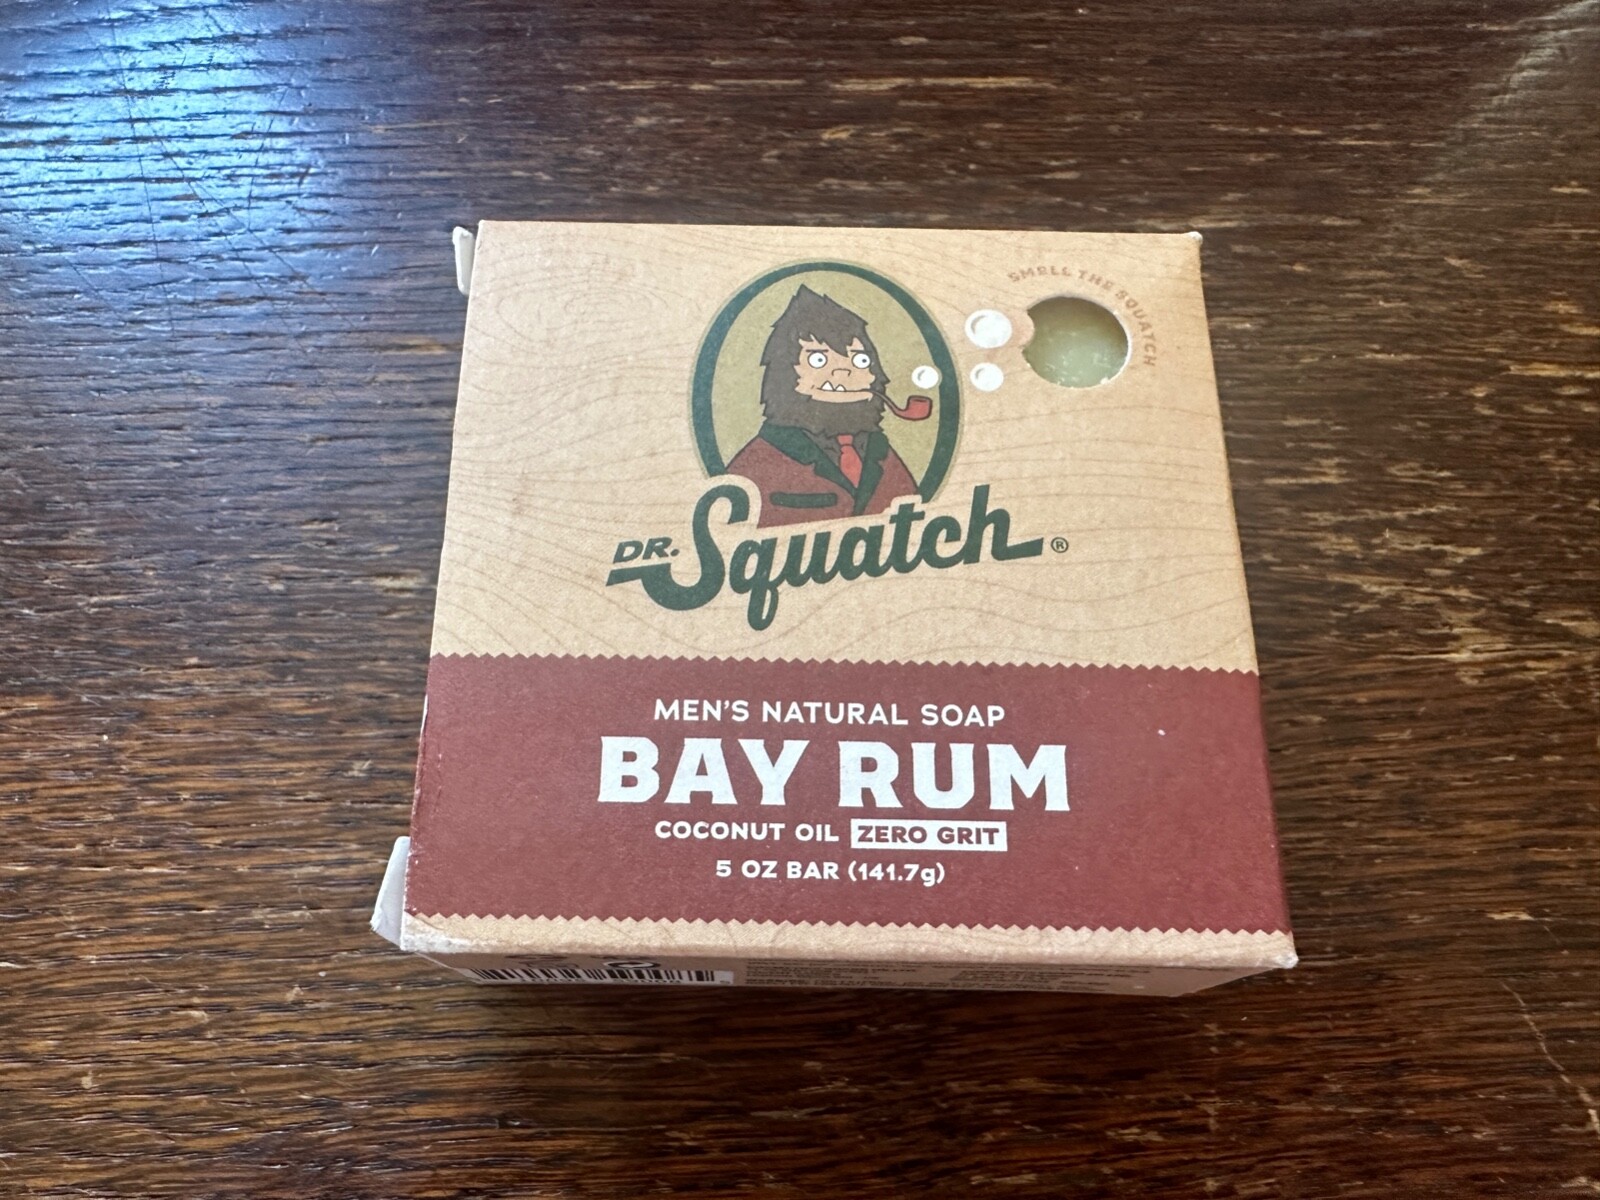 SMELL THE SQUATCH
DR. Squatch®
MEN'S NATURAL SOAP
BAY RUM
COCONUT OIL ZERO GRIT
5 OZ BAR (141.7g)